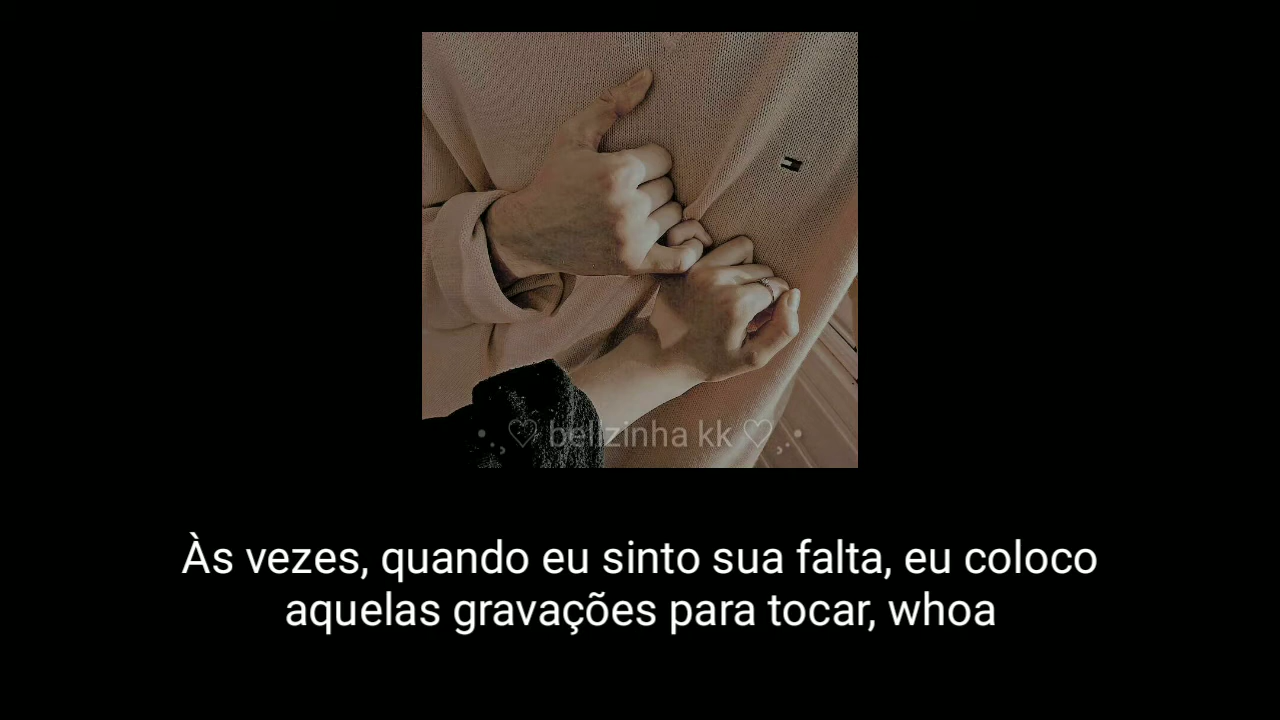 •.¸♡ belizinha kk ♡¸.•
Às vezes, quando eu sinto sua falta, eu coloco
aquelas gravações para tocar, whoa